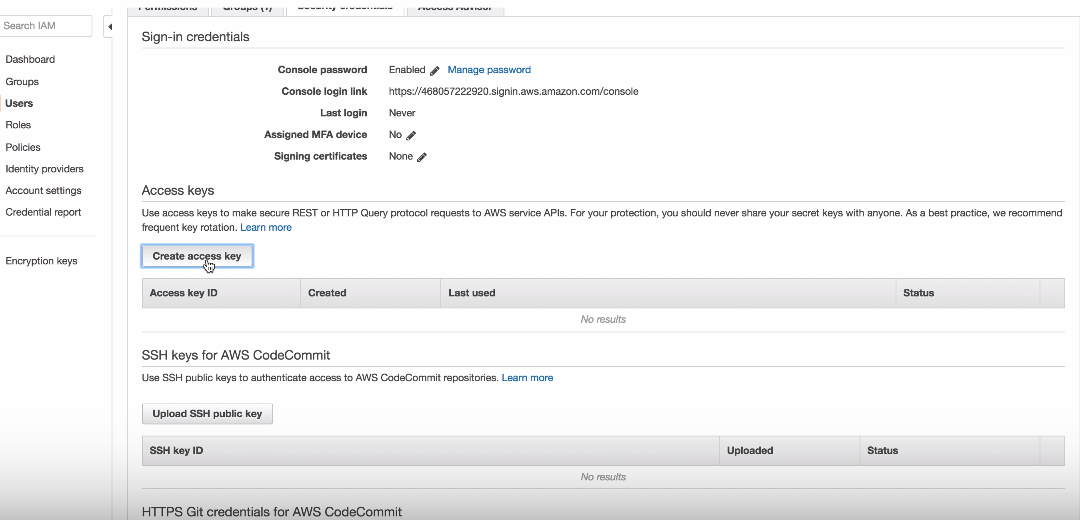 Permissions Groups (1) Security credentials Access Advisor
Search IAM
Dashboard
Groups
Users
Roles
Policies
Identity providers
Account settings
Credential report
Encryption keys
Sign-in credentials
Console password Enabled Manage password
Console login link https://468057222920.signin.aws.amazon.com/console
Last login Never
Assigned MFA device No
Signing certificates None
Access keys
Use access keys to make secure REST or HTTP Query protocol requests to AWS service APIs. For your protection, you should never share your secret keys with anyone. As a best practice, we recommend
frequent key rotation. Learn more
Create access key
Access key ID Created Last used Status
No results
SSH keys for AWS CodeCommit
Use SSH public keys to authenticate access to AWS CodeCommit repositories. Learn more
Upload SSH public key
SSH key ID Uploaded Status
No results
HTTPS Git credentials for AWS CodeCommit